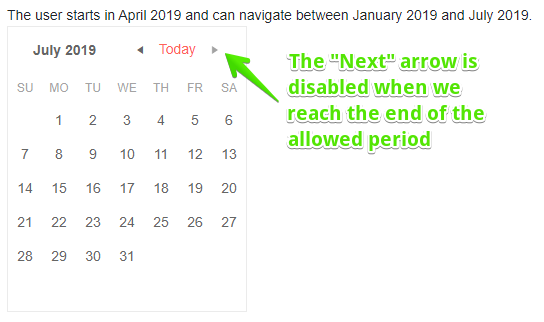 The user starts in April 2019 and can navigate between January 2019 and July 2019.
July 2019 Today
The "Next" arrow is
disabled when we
reach the end of the
allowed period
SU MO TU WE TH FR SA
1 2 3 4 5 6
7 8 9 10 11 12 13
14 15 16 17 18 19 20
21 22 23 24 25 26 27
28 29 30 31